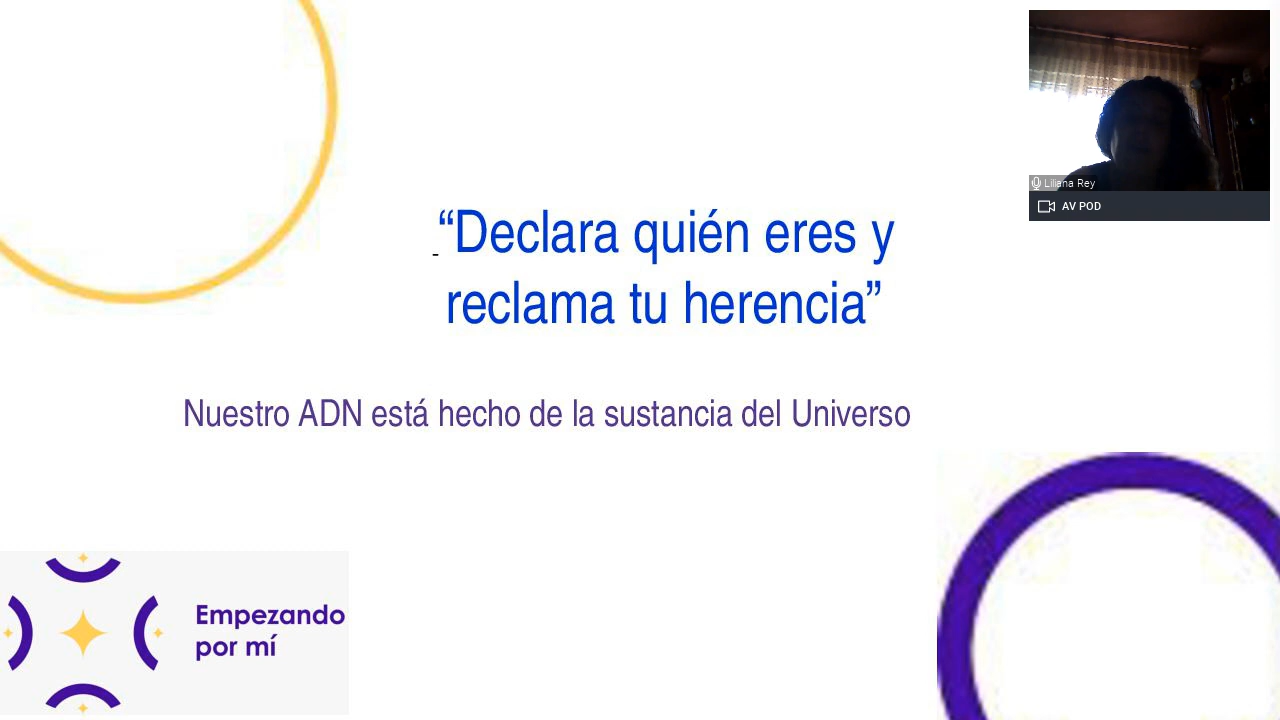 “Declara quién eres y
reclama tu herencia”
Nuestro ADN está hecho de la sustancia del Universo
Liliana Rey
AV POD
Empezando
por mí